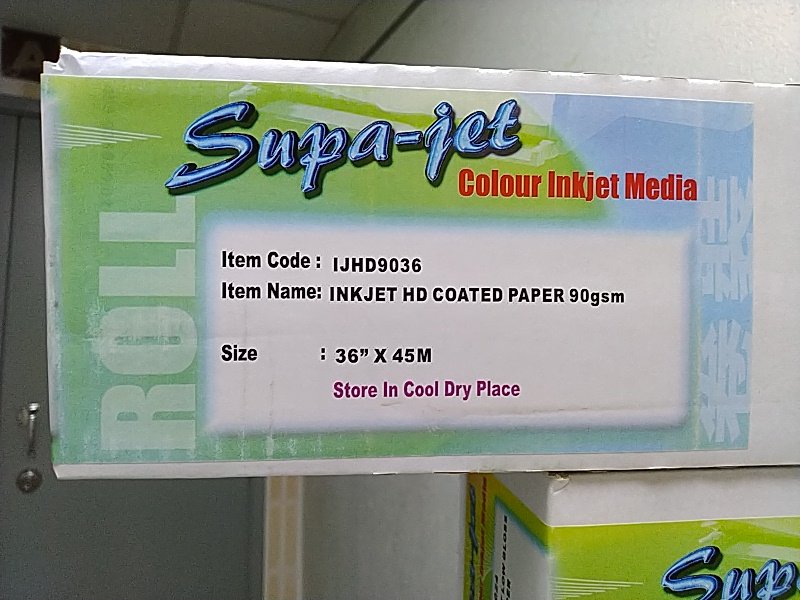 Supa-jet
Colour Inkjet Media
ROLL
Item Code : IJHD9036
Item Name: INKJET HD COATED PAPER 90gsm
Size : 36” X 45M
Store In Cool Dry Place
Supa